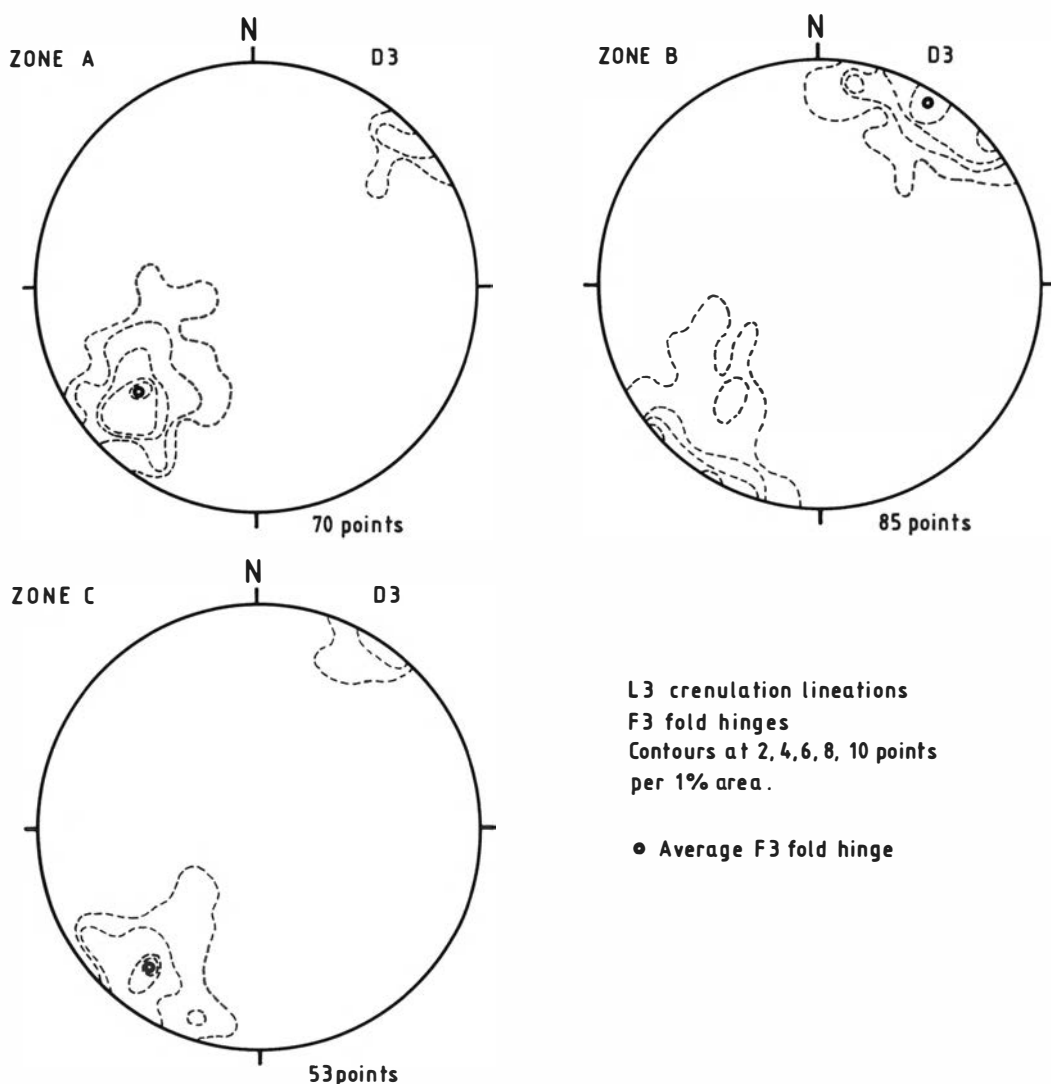 N
ZONE A
D3
70 points
N
ZONE B
D3
85 points
N
ZONE C
D3
53points
L3 crenulation lineations
F3 fold hinges
Contours at 2, 4, 6, 8, 10 points
per 1% area.
Average F3 fold hinge